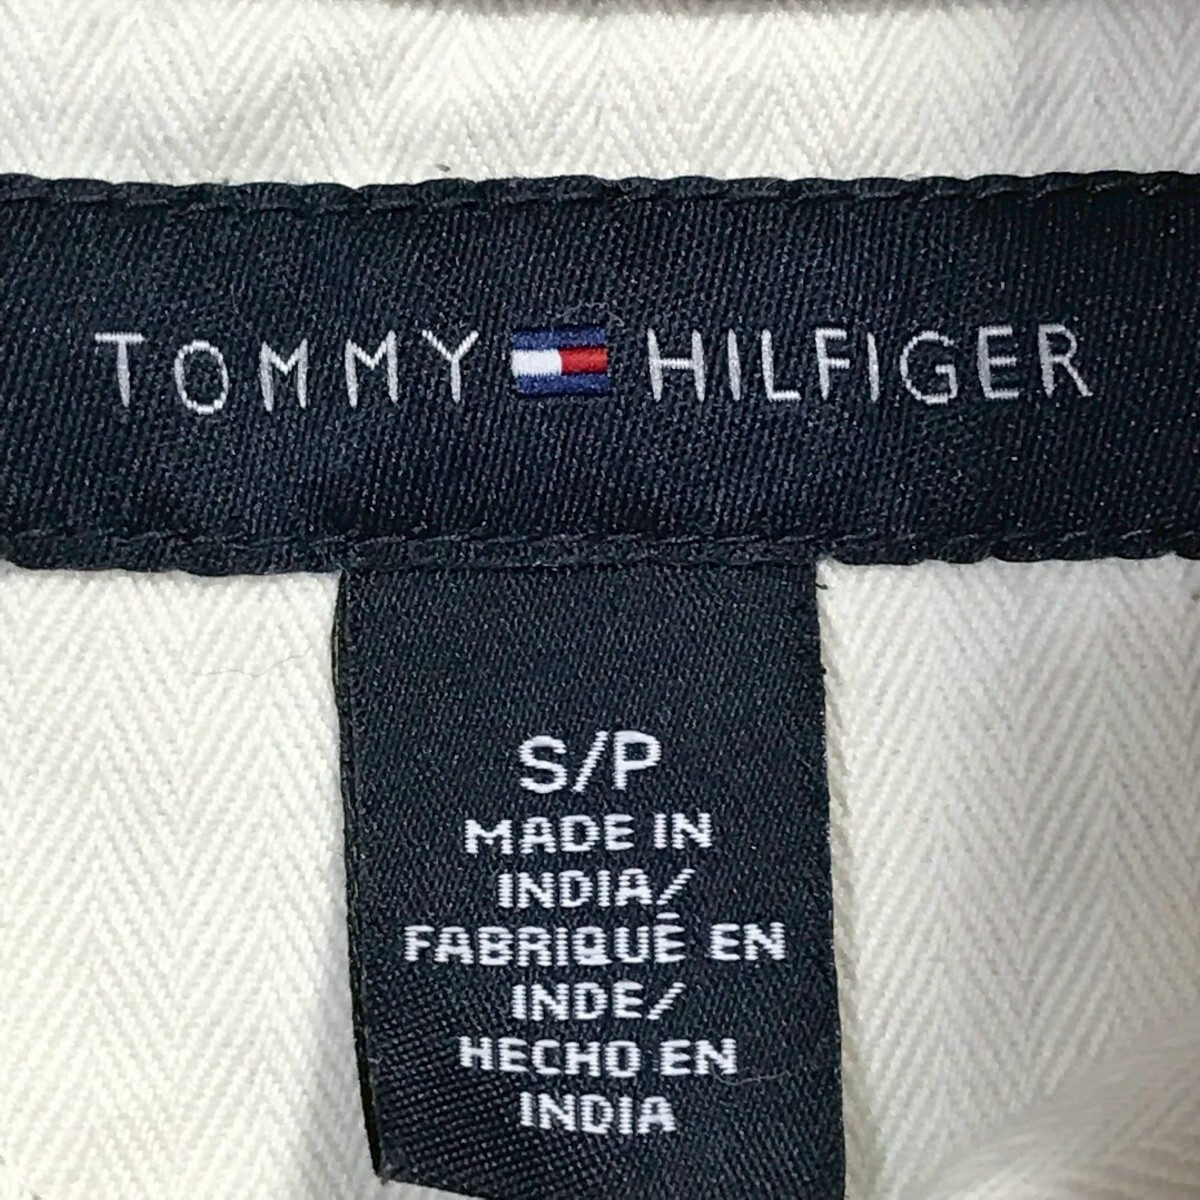 TOMMY HILFIGER
S/P
MADE IN
INDIA/
FABRIQUÉ EN
INDE/
HECHO EN
INDIA